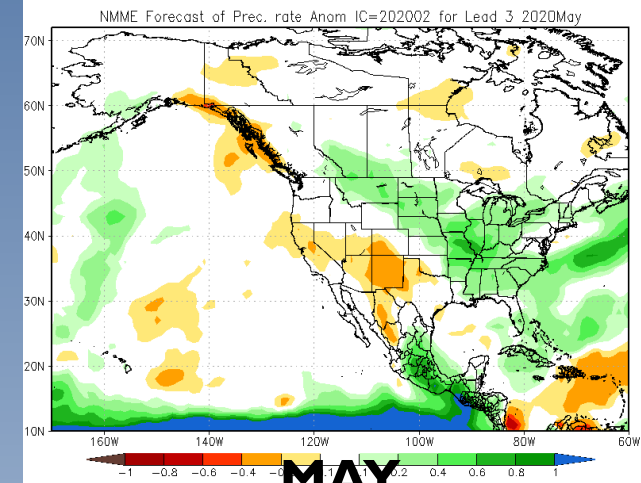 NMME Forecast of Prec. rate Anom IC=202002 for Lead 3 2020May
70N
60N
50N
40N
30N
20N
10N
160W 140W 120W 100W 80W 60W
-1 -0.8 -0.6 -0.4 0.2 0.4 0.6 0.8 1
MAY